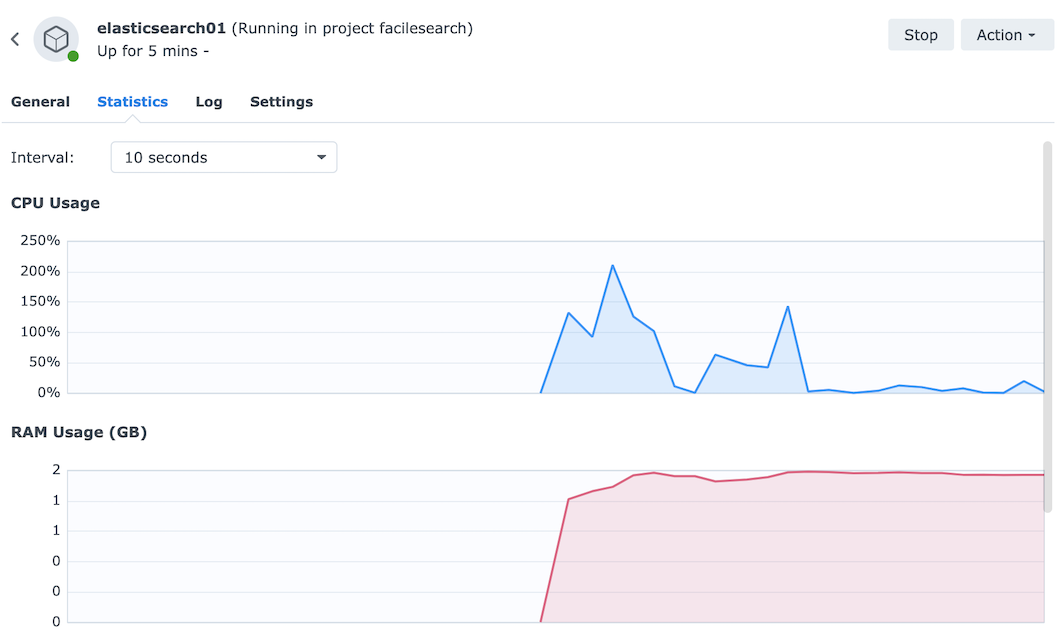 elasticsearch01 (Running in project facilesearch)
Up for 5 mins -
Stop
Action
General Statistics Log Settings
Interval: 10 seconds
CPU Usage
250%
200%
150%
100%
50%
0%
RAM Usage (GB)
2
1
1
0
0
0